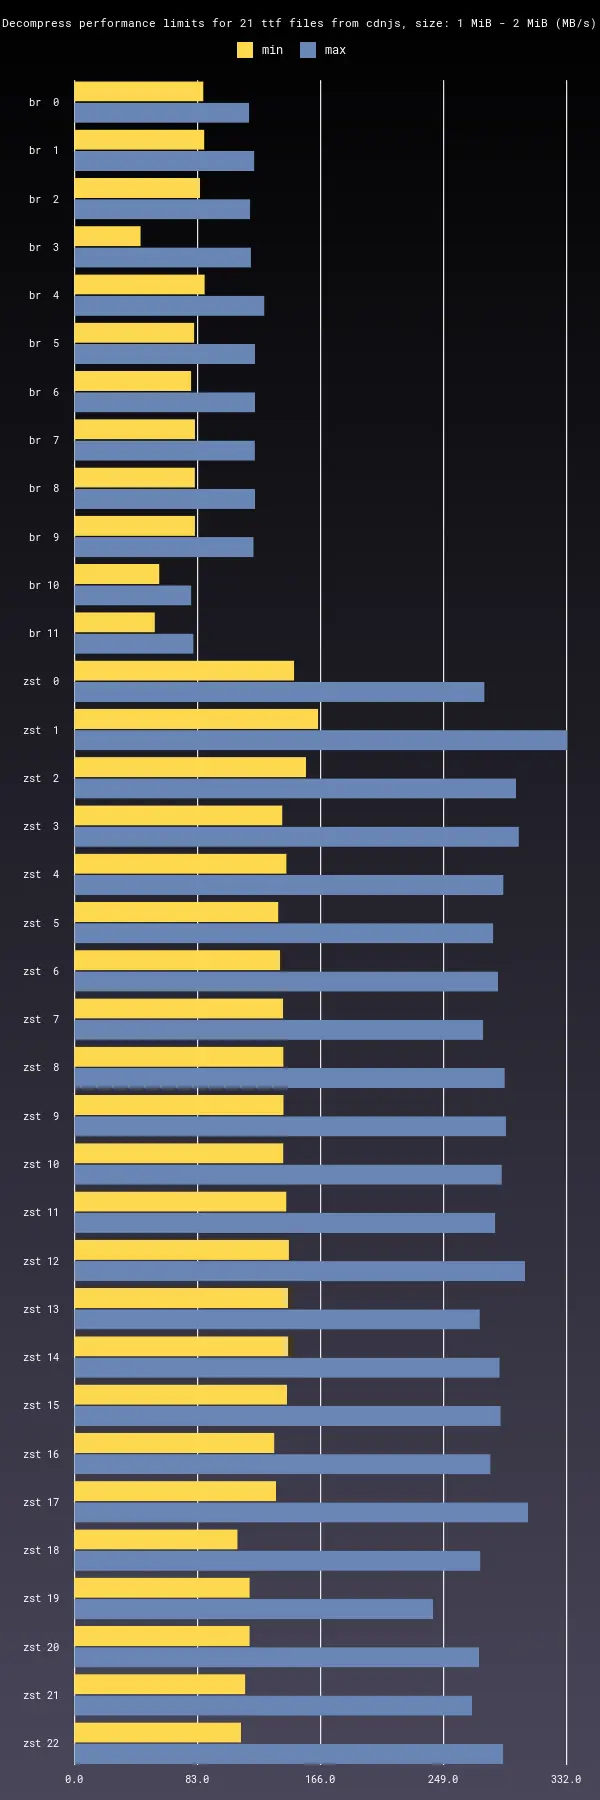 Decompress performance limits for 21 ttf files from cdnjs, size: 1 MiB - 2 MiB (MB/s)
min max
br 0
br 1
br 2
br 3
br 4
br 5
br 6
br 7
br 8
br 9
br 10
br 11
zst 0
zst 1
zst 2
zst 3
zst 4
zst 5
zst 6
zst 7
zst 8
zst 9
zst 10
zst 11
zst 12
zst 13
zst 14
zst 15
zst 16
zst 17
zst 18
zst 19
zst 20
zst 21
zst 22
0.0 83.0 166.0 249.0 332.0